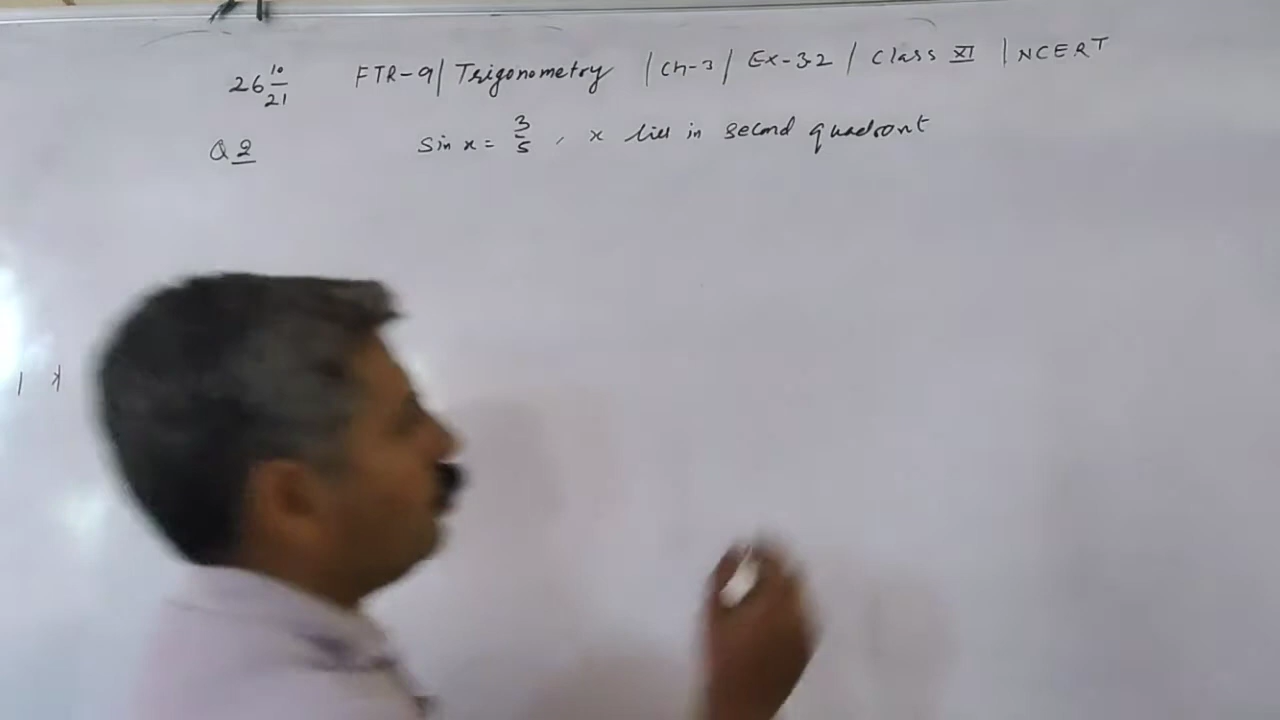 26 10/21 FTR-9 | Trigonometry | Ch-3 | Ex-3.2 | Class XI | NCERT
Q 2 Sin x = 3/5 , x lies in second quadrant